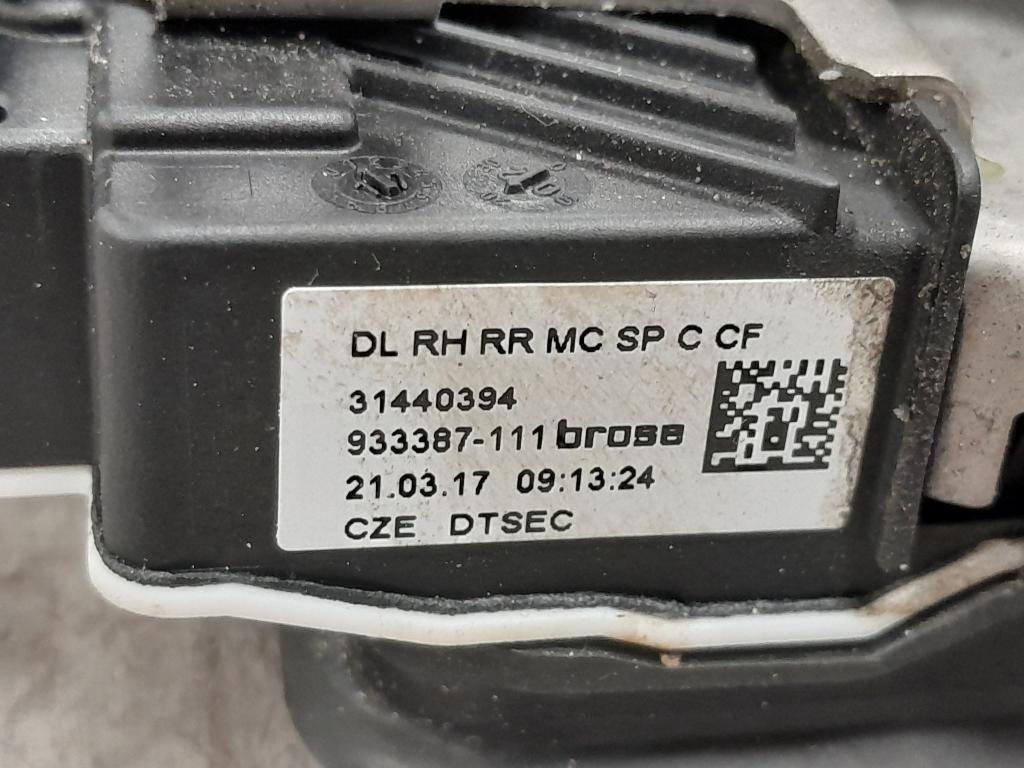 DL RH RR MC SP C CF
31440394
933387-111 brose
21.03.17 09:13:24
CZE DTSEC